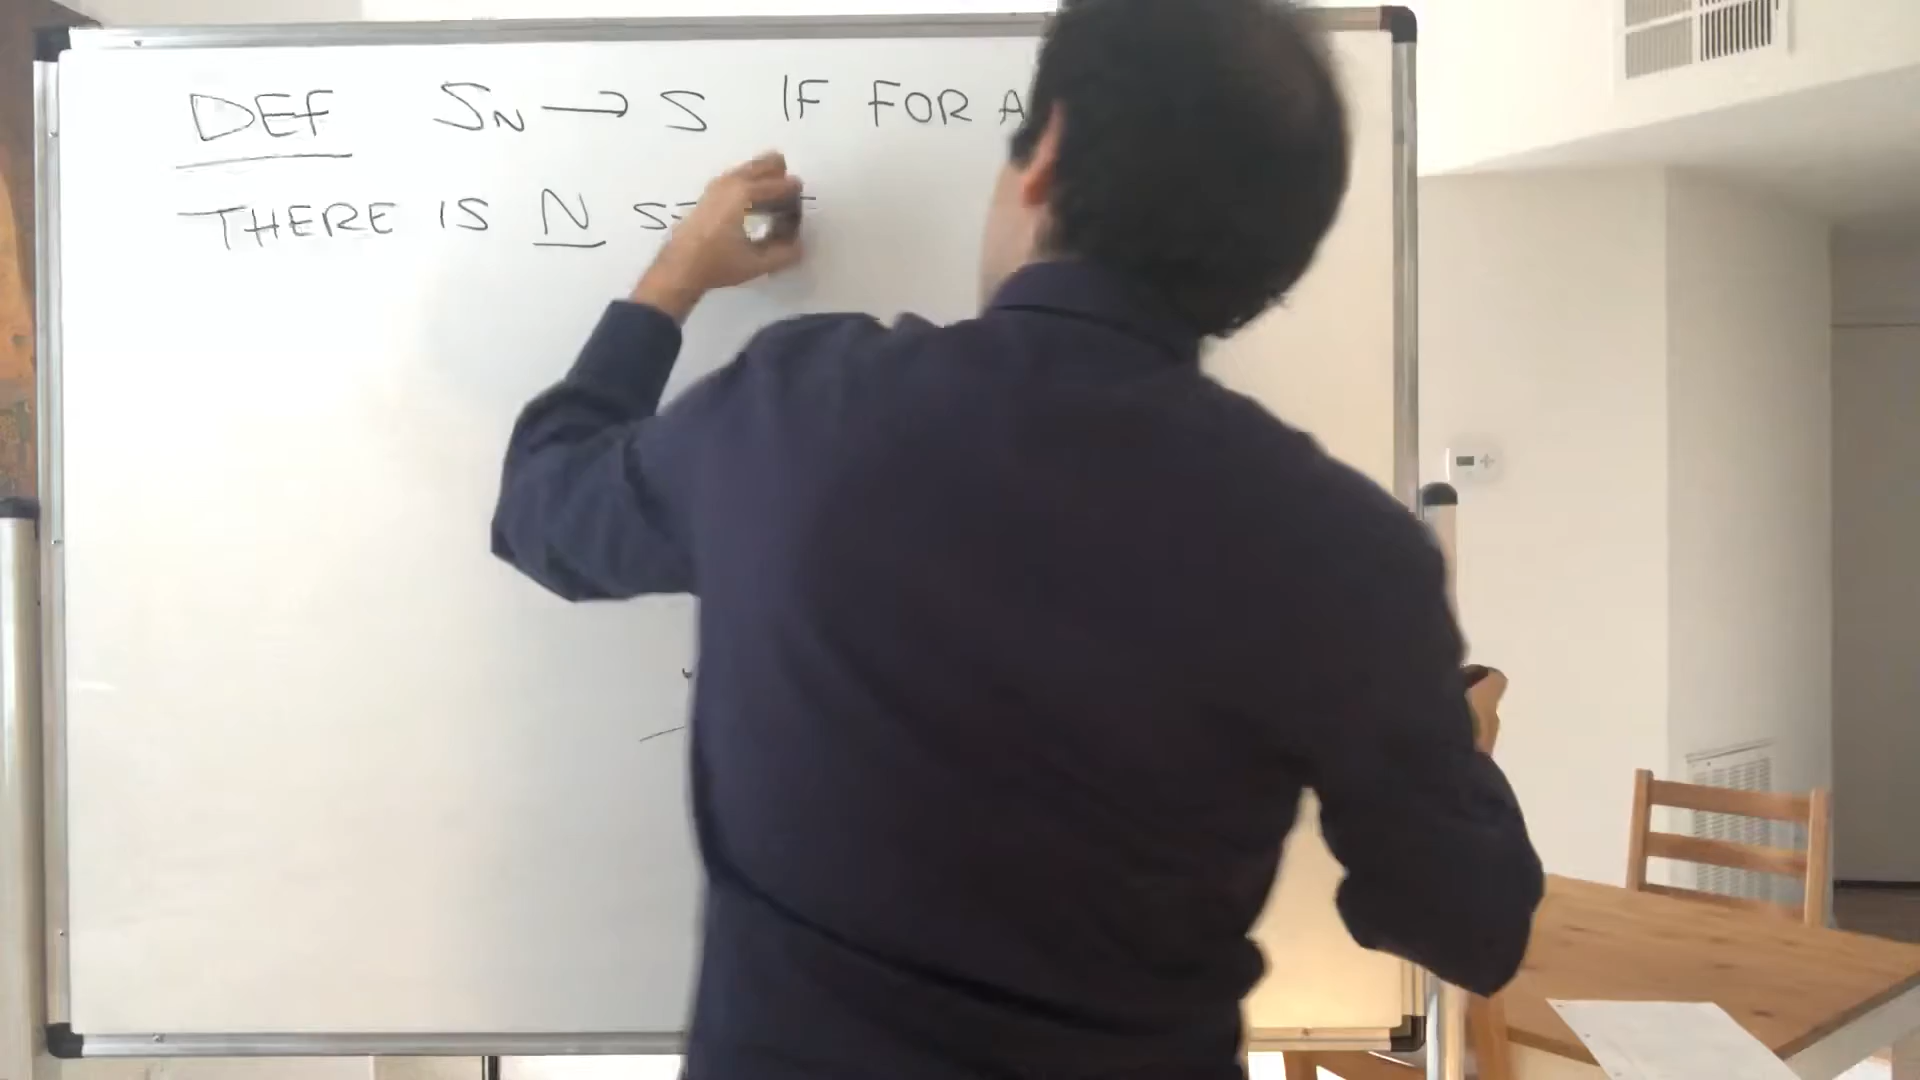 DEF SN → S IF FOR A
THERE IS N